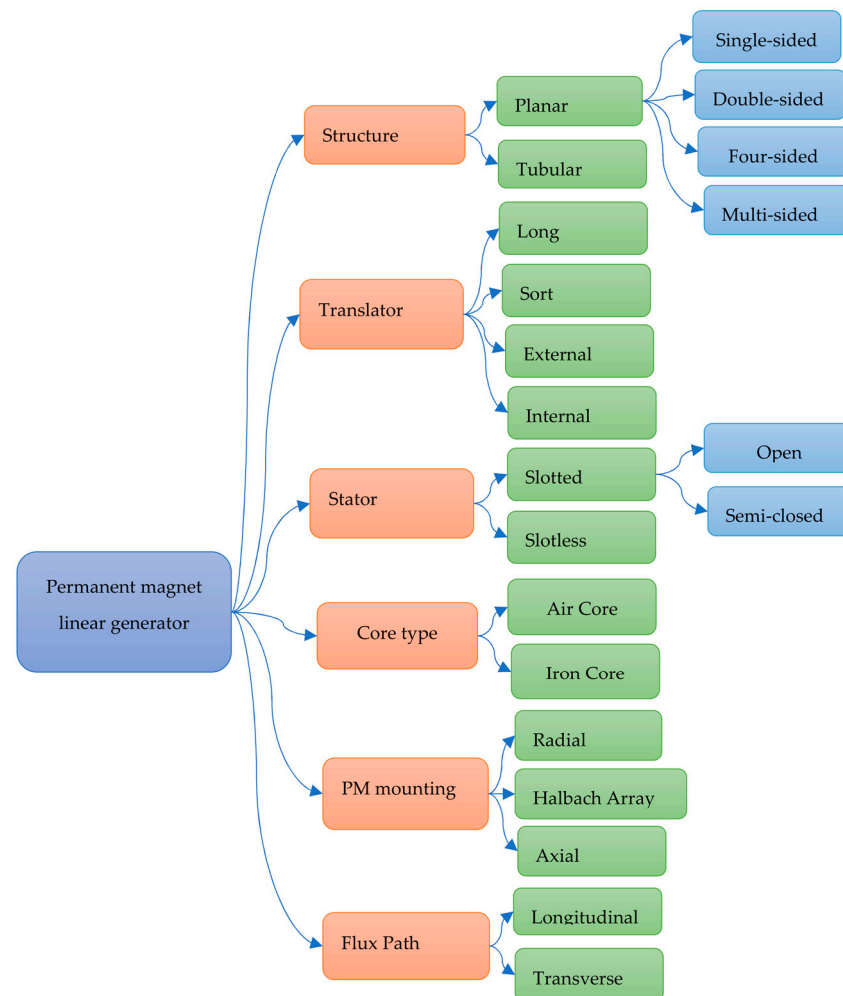 Single-sided
Planar
Double-sided
Structure
Four-sided
Tubular
Multi-sided
Long
Sort
Translator
External
Internal
Open
Slotted
Stator
Semi-closed
Slotless
Permanent magnet
linear generator
Air Core
Core type
Iron Core
Radial
PM mounting
Halbach Array
Axial
Longitudinal
Flux Path
Transverse